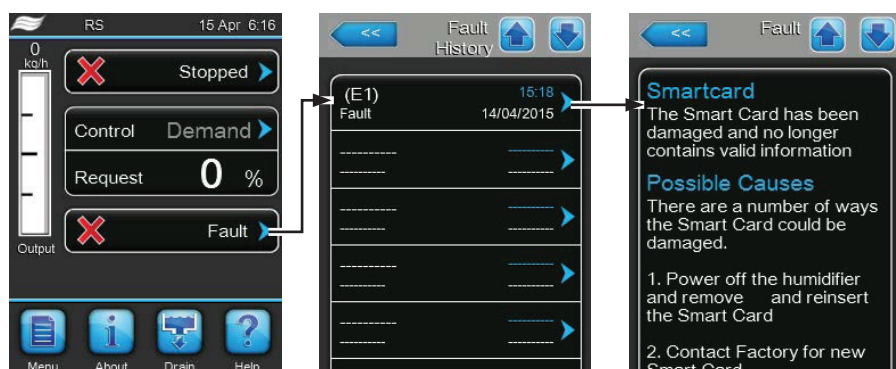 RS 15 Apr 6:16
0
kg/h
Stopped
Control Demand
Request 0 %
Fault
Output
Menu About Drain Help
<<
Fault
History
(E1) 15:18
Fault 14/04/2015
---------- ---------
---------- ---------
---------- ---------
---------- ---------
---------- ---------
---------- ---------
---------- ---------
---------- ---------
<< Fault
Smartcard
The Smart Card has been
damaged and no longer
contains valid information
Possible Causes
There are a number of ways
the Smart Card could be
damaged.
1. Power off the humidifier
and remove and reinsert
the Smart Card
2. Contact Factory for new
Smart Card